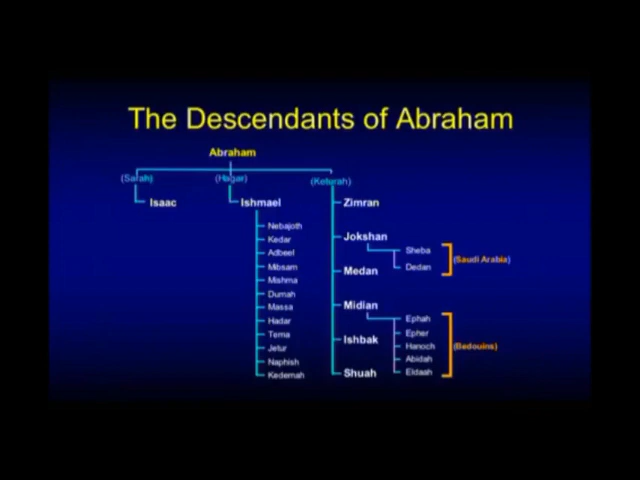 The Descendants of Abraham
Abraham
(Sarah)
(Hagar)
(Keturah)
Isaac
Ishmael
Nebajoth
Kedar
Adbeel
Mibsam
Mishma
Dumah
Massa
Hadar
Tema
Jetur
Naphish
Kedemah
Zimran
Jokshan
Sheba
Dedan
(Saudi Arabia)
Medan
Midian
Ephah
Epher
Hanoch
Abidah
Eldaah
(Bedouins)
Ishbak
Shuah